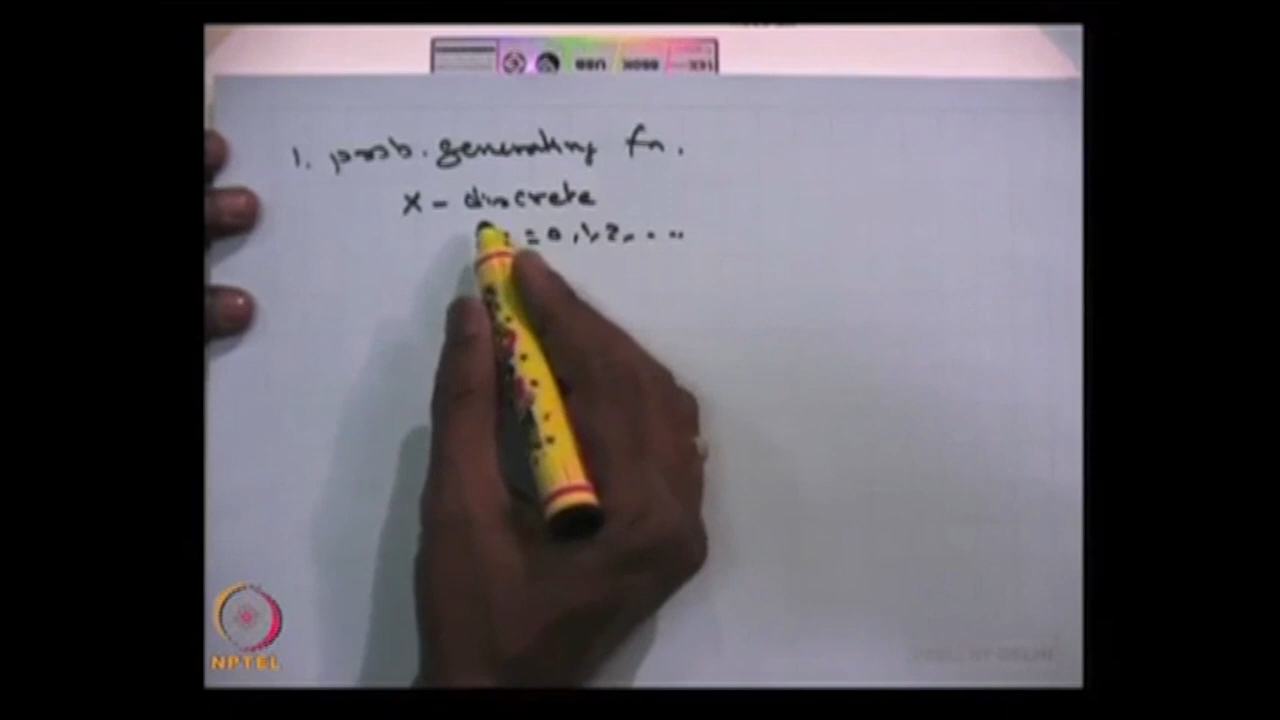 1. prob. generating fn.
X - discrete
= 0, 1, 2, . . .
NPTEL